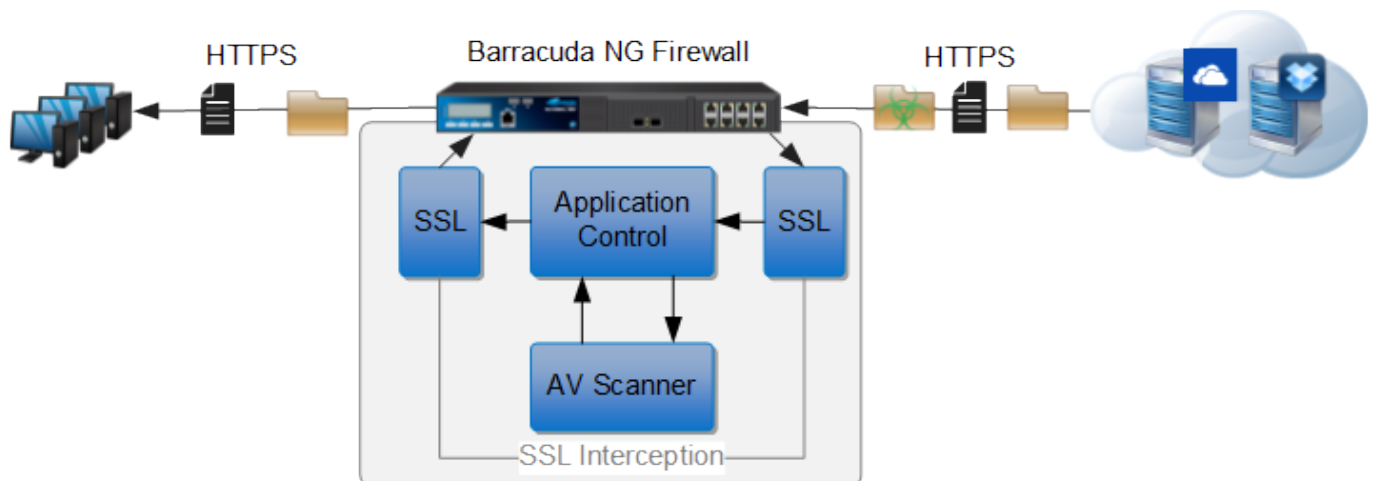 HTTPS
Barracuda NG Firewall
HTTPS
SSL
Application
Control
SSL
AV Scanner
SSL Interception